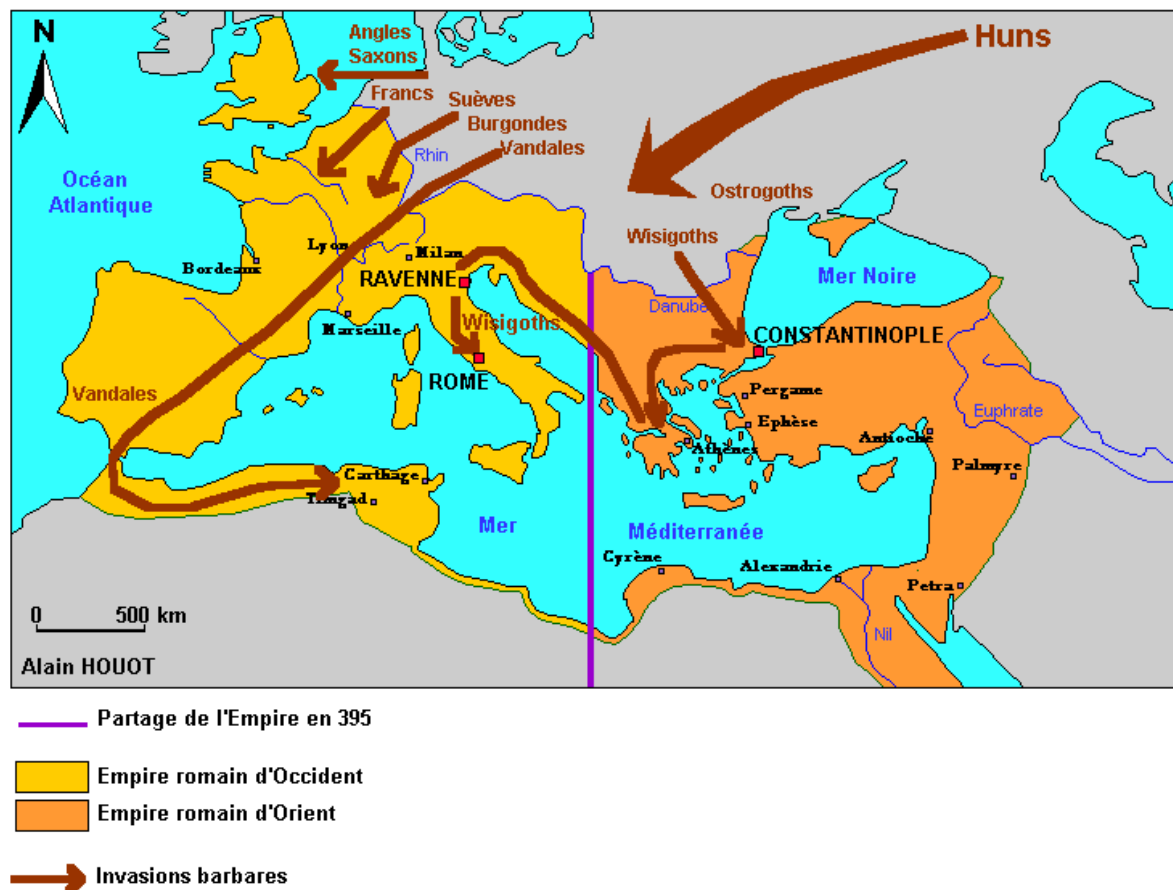 N
Angles
Saxons
Huns
Francs
Suèves
Burgondes
Vandales
Rhin
Océan
Atlantique
Ostrogoths
Wisigoths
Lyon
Milan
Bordeaux
RAVENNE
Mer Noire
Danube
Marseille
Wisigoths
CONSTANTINOPLE
ROME
Vandales
Pergame
Ephèse
Euphrate
Antioche
Athènes
Carthage
Palmyre
Timgad
Mer
Méditerranée
Cyrène
Alexandrie
Petra
0 500 km
Nil
Alain HOUOT
Partage de l'Empire en 395
Empire romain d'Occident
Empire romain d'Orient
Invasions barbares